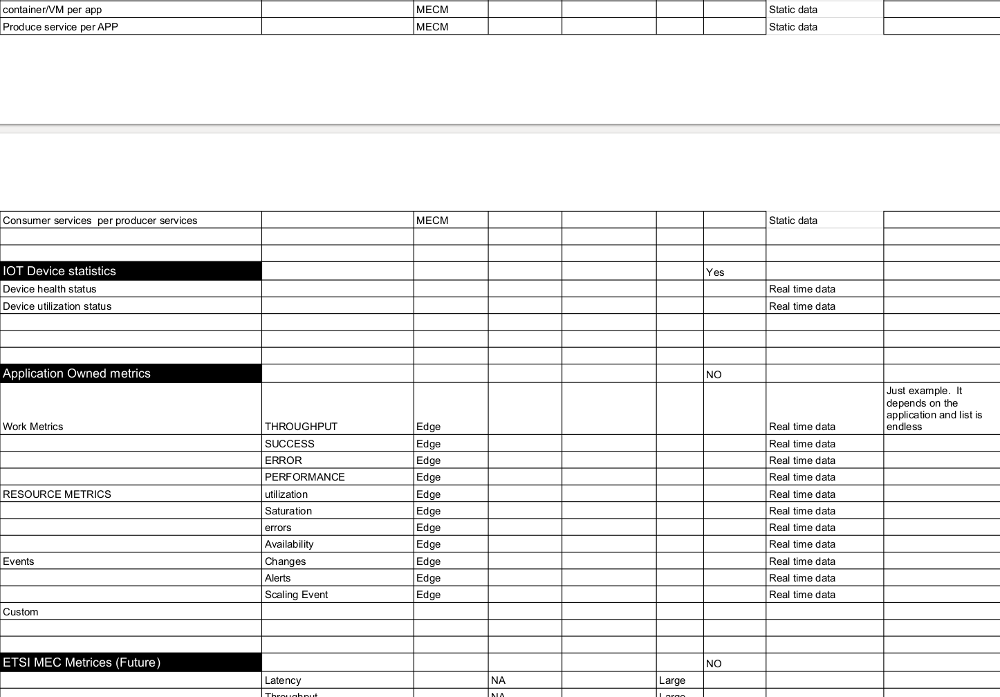 container/VM per app MECM Static data
Produce service per APP MECM Static data
Consumer services  per producer services MECM Static data
IOT Device statistics Yes
Device health status Real time data
Device utilization status Real time data
Application Owned metrics NO
Just example.  It
depends on the
application and list is
Work Metrics THROUGHPUT Edge Real time data endless
SUCCESS Edge Real time data
ERROR Edge Real time data
PERFORMANCE Edge Real time data
RESOURCE METRICS utilization Edge Real time data
Saturation Edge Real time data
errors Edge Real time data
Availability Edge Real time data
Events Changes Edge Real time data
Alerts Edge Real time data
Scaling Event Edge Real time data
Custom
ETSI MEC Metrices (Future) NO
Latency NA Large
Throughput NA Large